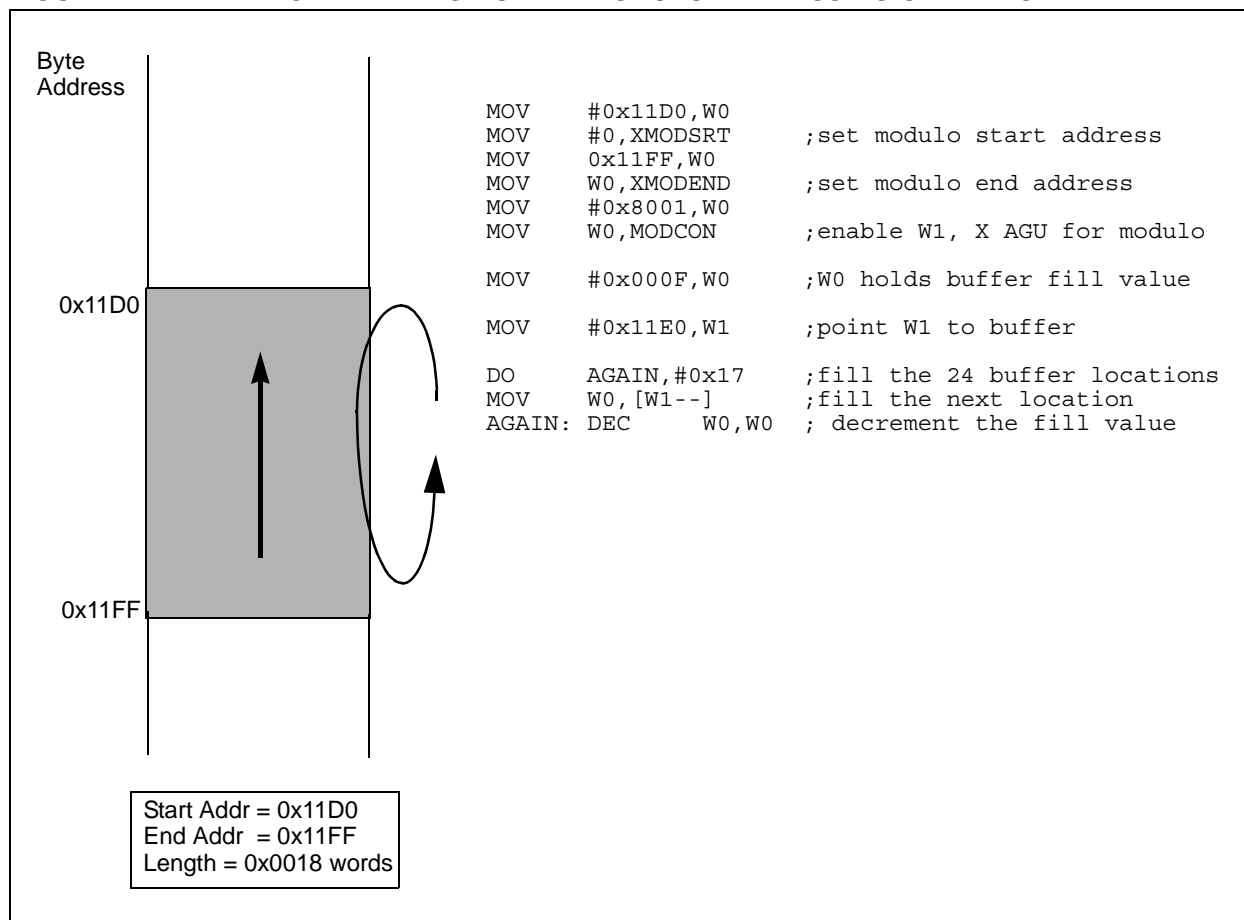 Byte
Address
MOV #0x11D0,W0
MOV #0,XMODSRT ;set modulo start address
MOV 0x11FF,W0
MOV W0,XMODEND ;set modulo end address
MOV #0x8001,W0
MOV W0,MODCON ;enable W1, X AGU for modulo
MOV #0x000F,W0 ;W0 holds buffer fill value
MOV #0x11E0,W1 ;point W1 to buffer
DO AGAIN,#0x17 ;fill the 24 buffer locations
MOV W0,[W1--] ;fill the next location
AGAIN: DEC W0,W0 ; decrement the fill value
0x11D0
0x11FF
Start Addr = 0x11D0
End Addr = 0x11FF
Length = 0x0018 words